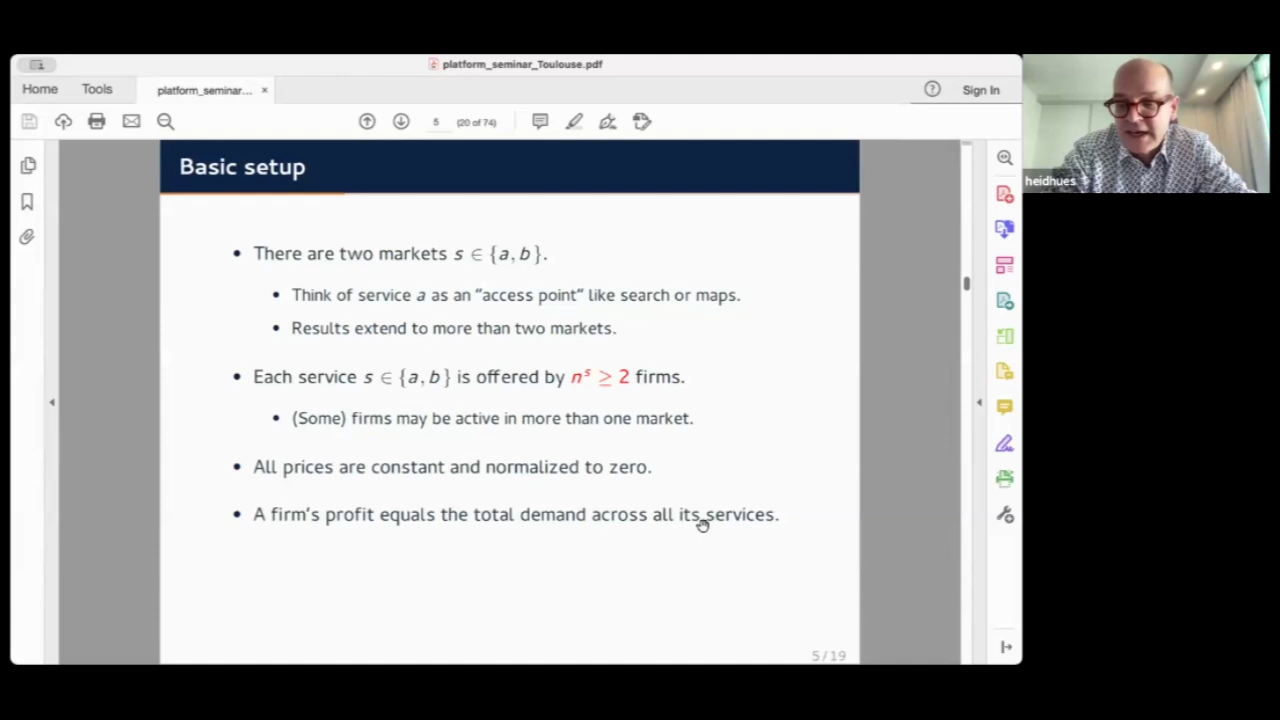 platform_seminar_Toulouse.pdf
Home
Tools
platform_seminar...
×
Sign In
5
(20 of 74)
Basic setup
heidhues
• There are two markets s ∈ {a, b}.
• Think of service a as an "access point" like search or maps.
• Results extend to more than two markets.
• Each service s ∈ {a, b} is offered by nˢ ≥ 2 firms.
• (Some) firms may be active in more than one market.
• All prices are constant and normalized to zero.
• A firm's profit equals the total demand across all its services.
5 / 19